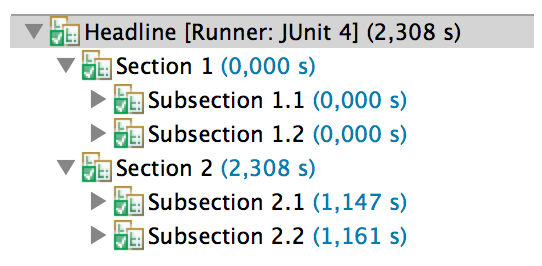 Headline [Runner: JUnit 4] (2,308 s)
Section 1 (0,000 s)
Subsection 1.1 (0,000 s)
Subsection 1.2 (0,000 s)
Section 2 (2,308 s)
Subsection 2.1 (1,147 s)
Subsection 2.2 (1,161 s)